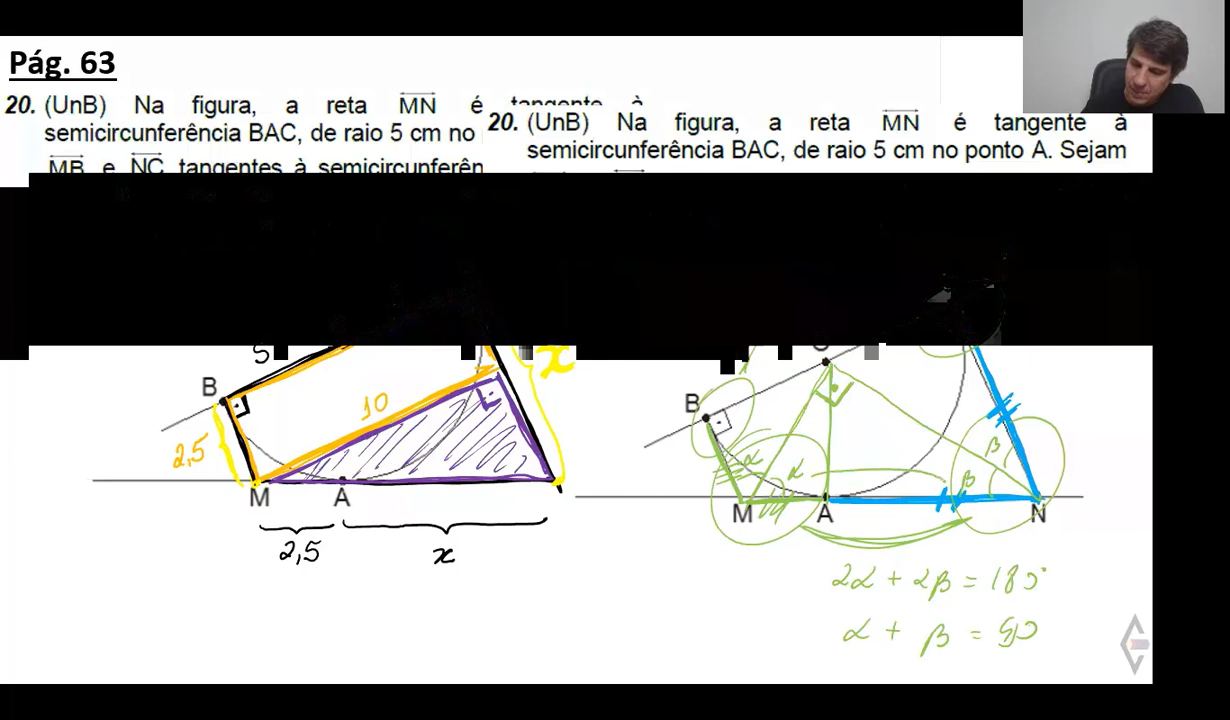 Pág. 63
20. (UnB) Na figura, a reta MN é tangente à
semicircunferência BAC, de raio 5 cm no
MB e NC tangentes à semicircunferên
20. (UnB) Na figura, a reta MN é tangente à
semicircunferência BAC, de raio 5 cm no ponto A. Sejam
5
x
B
10
2,5
M
A
2,5
x
B
α
α
β
β
M
A
N
2α + 2β = 180°
α + β = 90